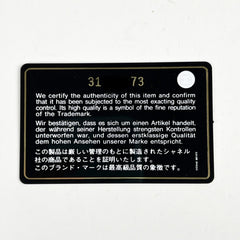 31 73
We certify the authenticity of this item and confirm
that it has been subjected to the most exacting quality
control. Its high quality is a symbol of the fine reputation
of the Trademark.
Wir bestätigen, dass es sich um einen Artikel handelt,
der während seiner Herstellung strengsten Kontrollen
unterworfen war, und dessen erstklassige Qualität
dem hohen Ansehen unserer Marke entspricht.
この製品は厳しい管理のもとに製造されたシャネル
社の商品であることを証明いたします。
このブランド・マークは最高級品質の象徴です。